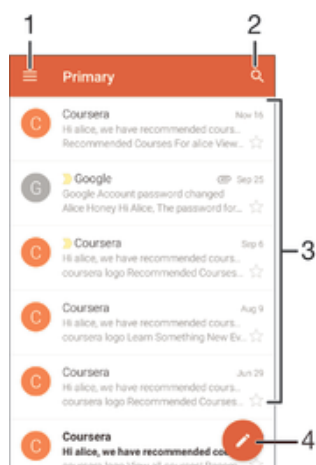 1
2
Primary
C
Coursera
Nov 16
Hi alice, we have recommended cours...
Recommended Courses For alice View...
G
Google
Sep 25
Google Account password changed
Alice Honey Hi Alice, The password for...
C
Coursera
Sep 6
Hi alice, we have recommended cours...
coursera logo Recommended Courses...
3
C
Coursera
Aug 9
Hi alice, we have recommended cours...
coursera logo Learn Something New Ev...
C
Coursera
Jun 29
Hi alice, we have recommended cours...
coursera logo Recommended Courses...
C
Coursera
Hi alice, we have recommended co
4